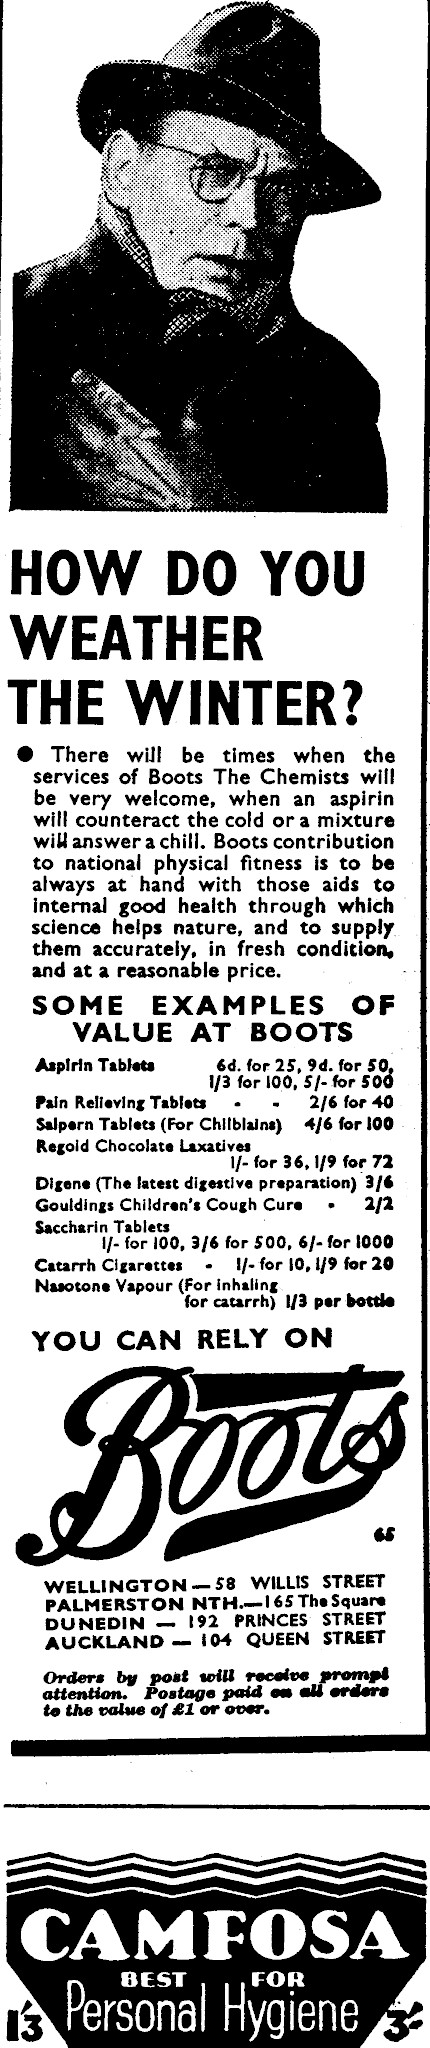 HOW DO YOU
WEATHER
THE WINTER?
● There will be times when the
services of Boots The Chemists will
be very welcome, when an aspirin
will counteract the cold or a mixture
will answer a chill. Boots contribution
to national physical fitness is to be
always at hand with those aids to
internal good health through which
science helps nature, and to supply
them accurately, in fresh condition,
and at a reasonable price.
SOME EXAMPLES OF
VALUE AT BOOTS
Aspirin Tablets 6d. for 25, 9d. for 50,
1/3 for 100, 5/- for 500
Pain Relieving Tablets - - 2/6 for 40
Salpern Tablets (For Chilblains) 4/6 for 100
Regoid Chocolate Laxatives
1/- for 36, 1/9 for 72
Digene (The latest digestive preparation) 3/6
Gouldings Children's Cough Cure - 2/2
Saccharin Tablets
1/- for 100, 3/6 for 500, 6/- for 1000
Catarrh Cigarettes - 1/- for 10, 1/9 for 20
Nasotone Vapour (For inhaling
for catarrh) 1/3 per bottle
YOU CAN RELY ON
Boots
65
WELLINGTON — 58 WILLIS STREET
PALMERSTON NTH.—165 The Square
DUNEDIN — 192 PRINCES STREET
AUCKLAND — 104 QUEEN STREET
Orders by post will receive prompt
attention. Postage paid on all orders
to the value of £1 or over.
CAMFOSA
BEST FOR
1/3 Personal Hygiene 3/-